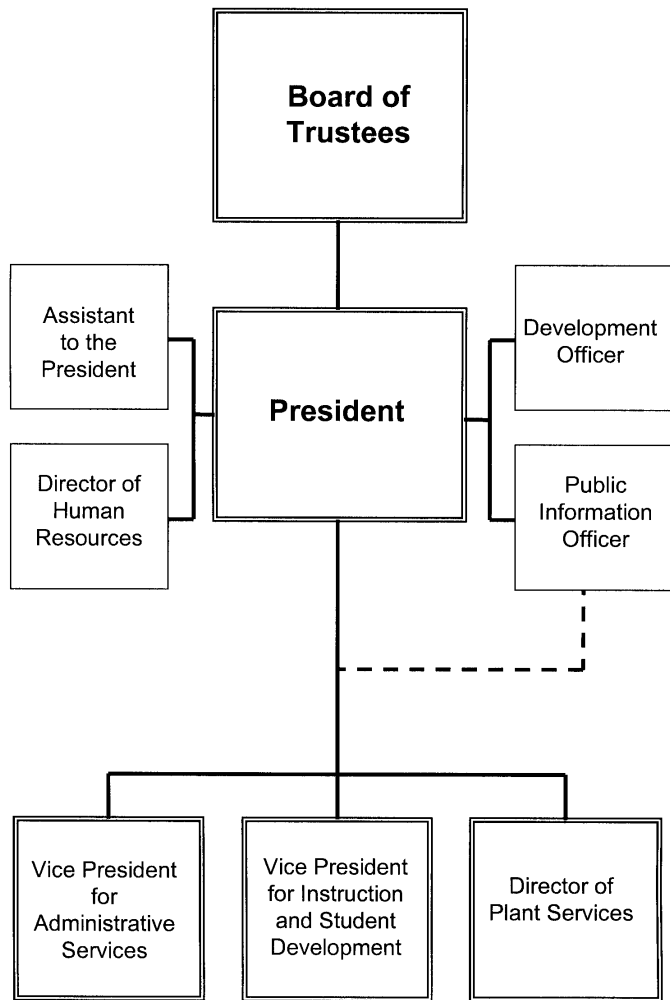 Board of
Trustees
Assistant
to the
President
Development
Officer
President
Director of
Human
Resources
Public
Information
Officer
Vice President
for
Administrative
Services
Vice President
for Instruction
and Student
Development
Director of
Plant Services